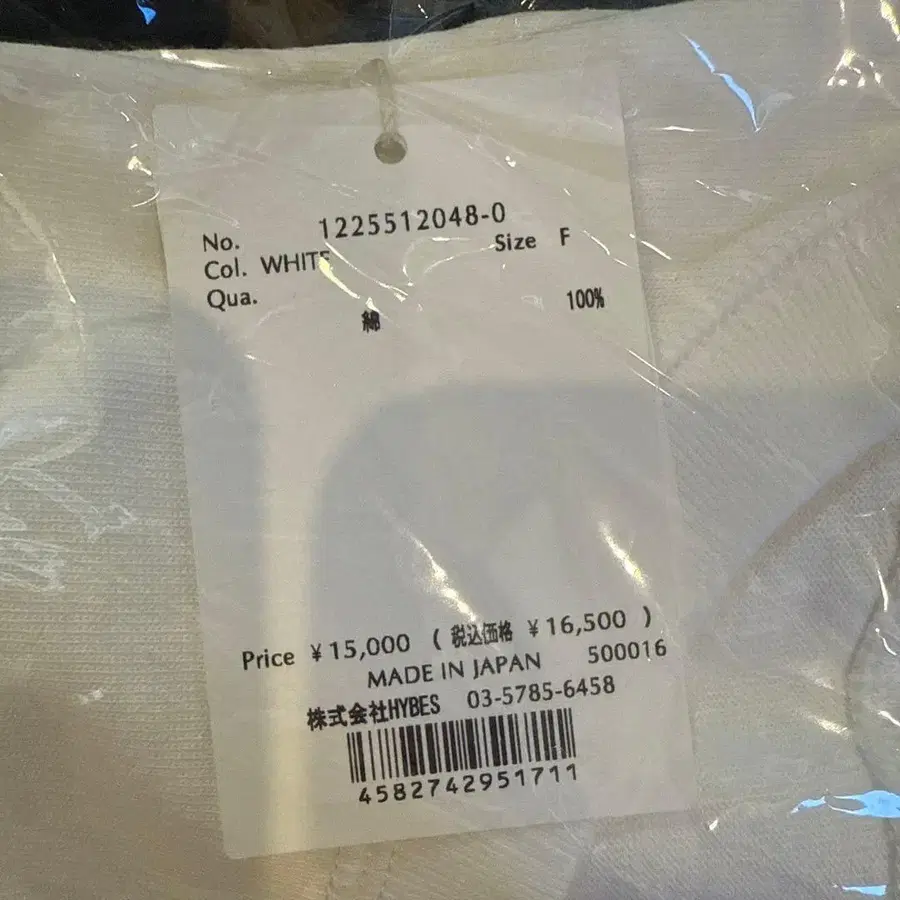 No. 1225512048-0
Col. WHITE Size F
Qua.
綿 100%
Price ¥15,000 (税込価格 ¥16,500)
MADE IN JAPAN 500016
株式会社HYBES 03-5785-6458
4582742951711